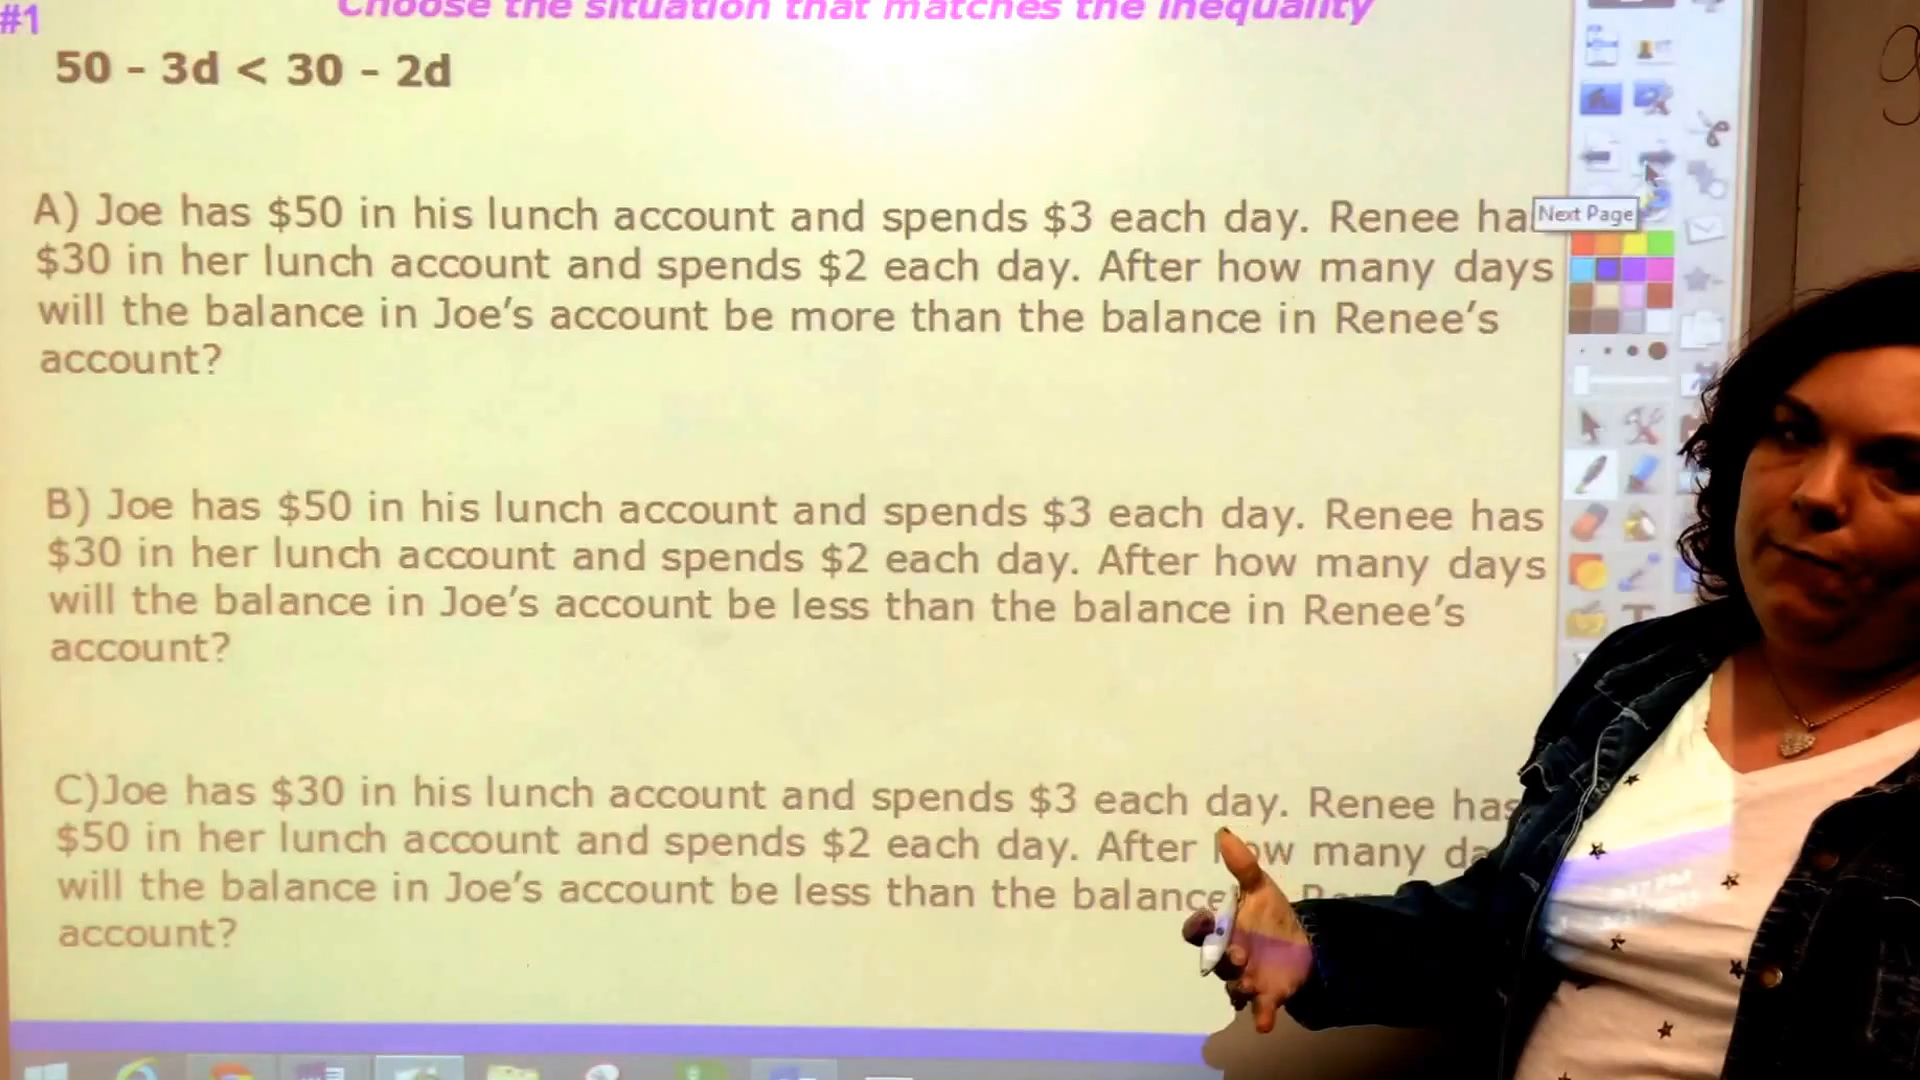 #1
Choose the situation that matches the inequality
50 - 3d < 30 - 2d
A) Joe has $50 in his lunch account and spends $3 each day. Renee ha
Next Page
$30 in her lunch account and spends $2 each day. After how many days
will the balance in Joe's account be more than the balance in Renee's
account?
B) Joe has $50 in his lunch account and spends $3 each day. Renee has
$30 in her lunch account and spends $2 each day. After how many days
will the balance in Joe's account be less than the balance in Renee's
account?
C)Joe has $30 in his lunch account and spends $3 each day. Renee has
$50 in her lunch account and spends $2 each day. After how many da
will the balance in Joe's account be less than the balance
account?